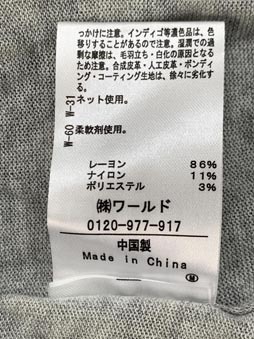 っかけに注意。インディゴ等濃色品は、色
移りすることがあるので注意。湿潤での過
剰な摩擦は、毛羽立ち・白化の原因となる
ため注意。合成皮革・人工皮革・ボンディ
ング・コーティング生地は、徐々に劣化す
る。
W-31 ネット使用。
W-60 柔軟剤使用。
レーヨン 86%
ナイロン 11%
ポリエステル 3%
㈱ワールド
0120-977-917
中国製
Made in China